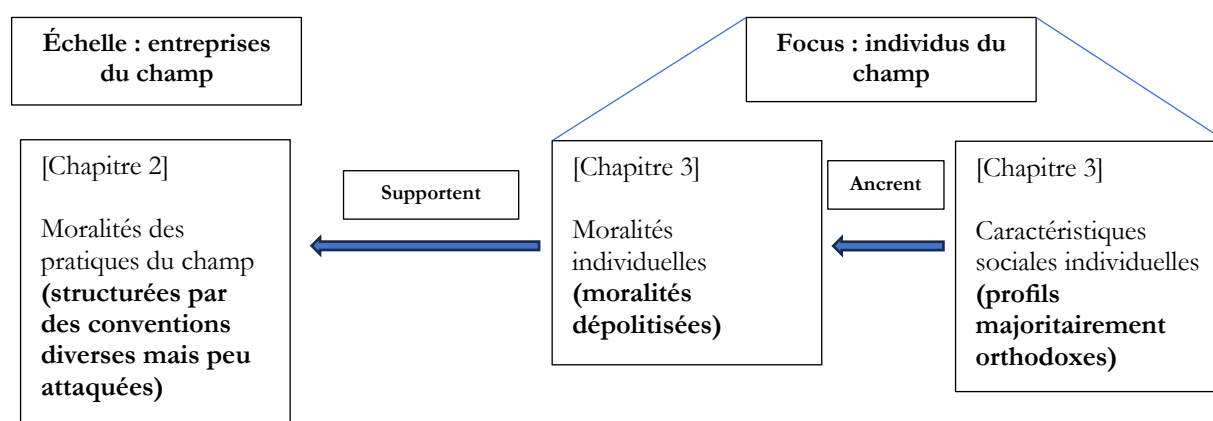 Échelle : entreprises
du champ
Focus : individus du
champ
[Chapitre 2]
Moralités des
pratiques du champ
(structurées par
des conventions
diverses mais peu
attaquées)
Supportent
[Chapitre 3]
Moralités
individuelles
(moralités
dépolitisées)
Ancrent
[Chapitre 3]
Caractéristiques
sociales individuelles
(profils
majoritairement
orthodoxes)